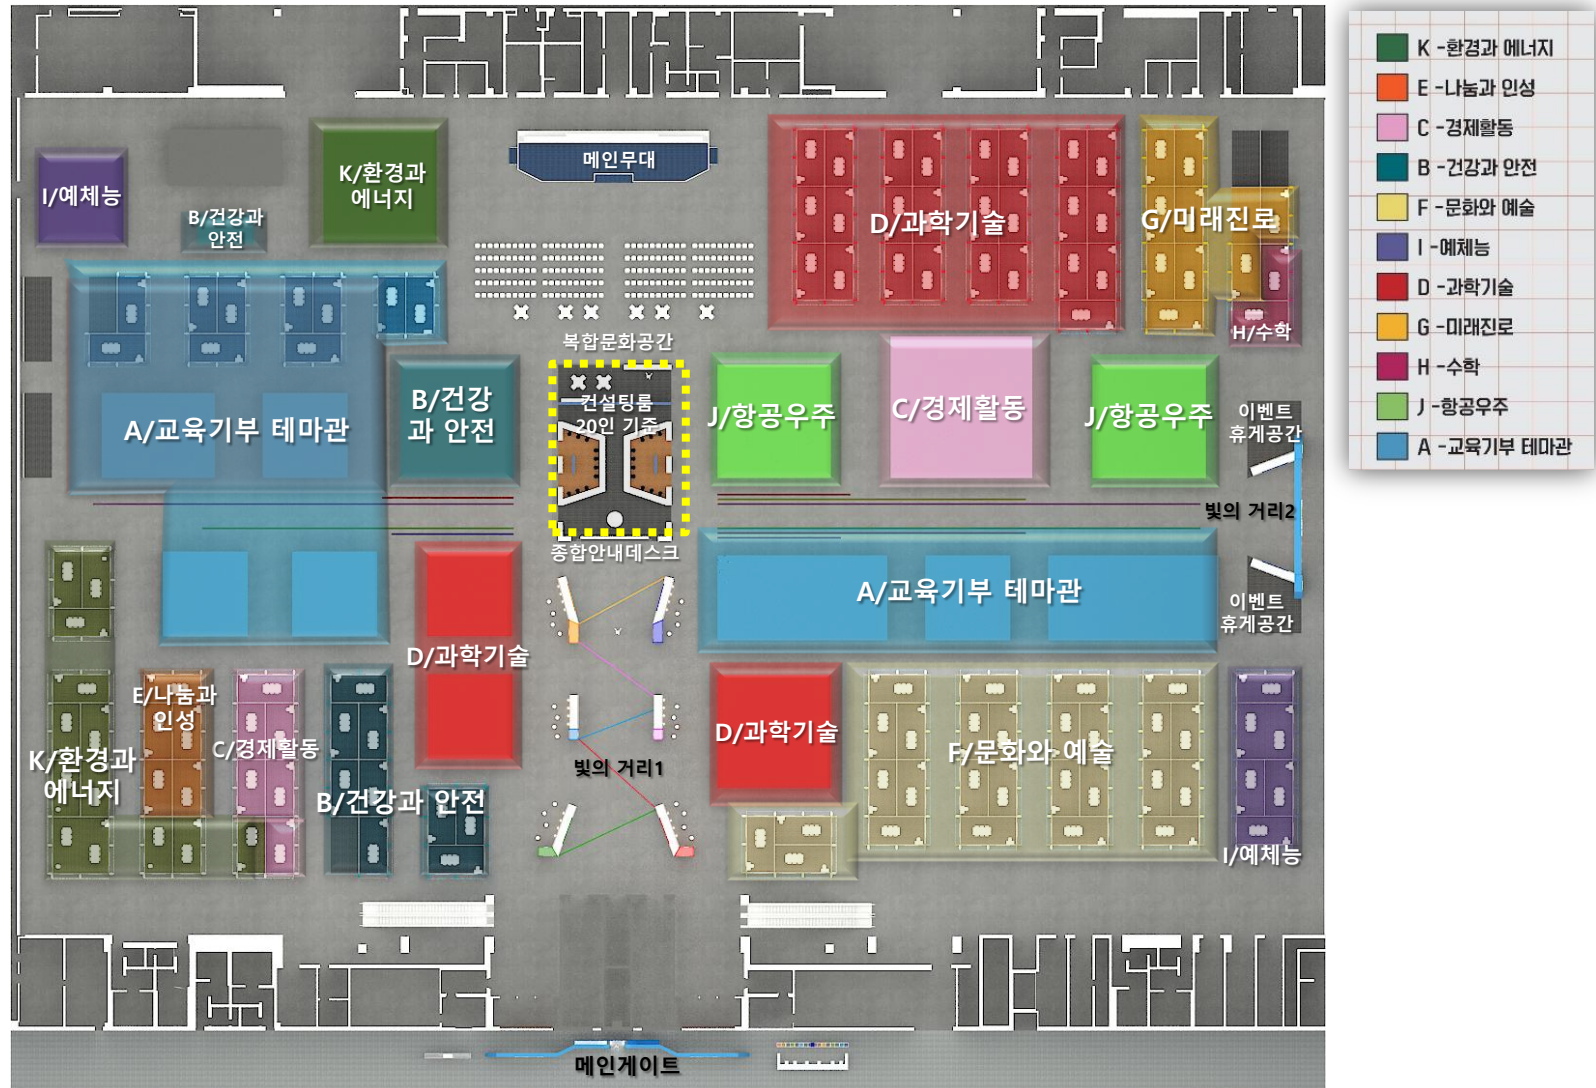 메인무대
I/예체능
K/환경과
에너지
B/건강과
안전
D/과학기술
G/미래진로
H/수학
복합문화공간
컨설팅룸
20인 기준
A/교육기부 테마관
B/건강
과 안전
J/항공우주
C/경제활동
J/항공우주
이벤트
휴게공간
빛의 거리2
종합안내데스크
A/교육기부 테마관
이벤트
휴게공간
D/과학기술
E/나눔과
인성
C/경제활동
K/환경과
에너지
B/건강과 안전
빛의 거리1
D/과학기술
F/문화와 예술
I/예체능
메인게이트
K -환경과 에너지
E -나눔과 인성
C -경제활동
B -건강과 안전
F -문화와 예술
I -예체능
D -과학기술
G -미래진로
H -수학
J -항공우주
A -교육기부 테마관